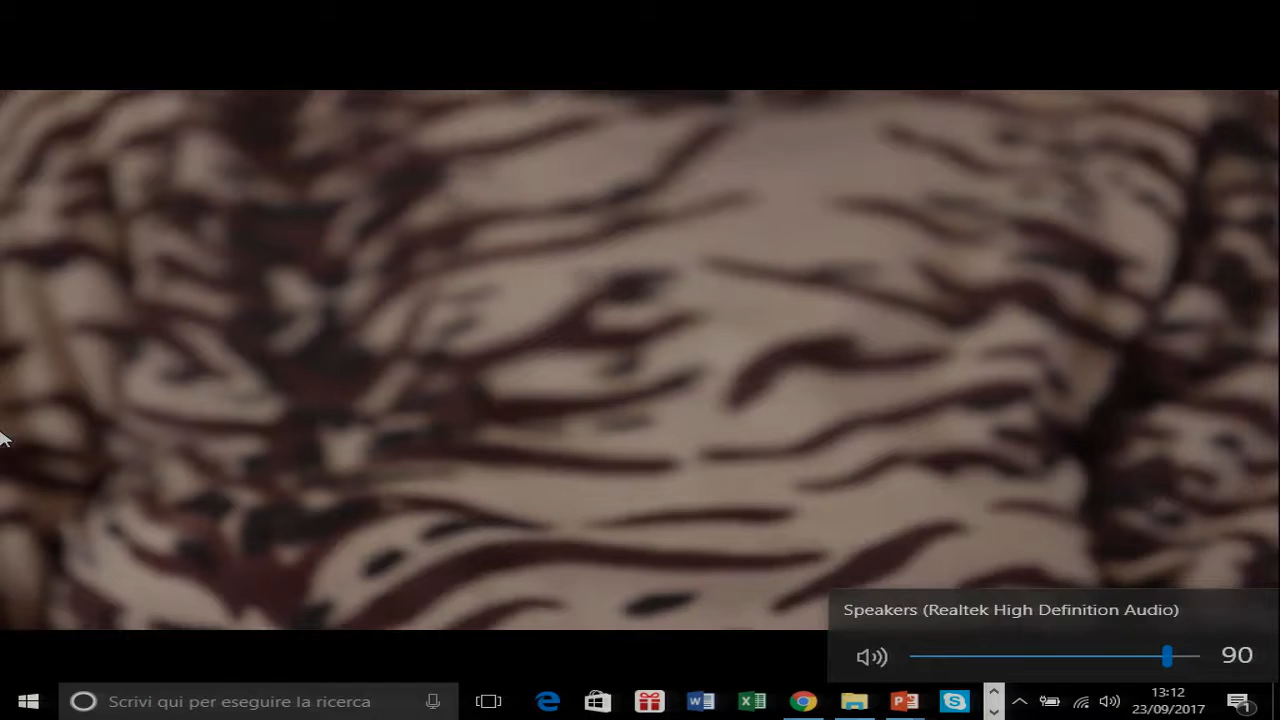 Speakers (Realtek High Definition Audio)
90
Scrivi qui per eseguire la ricerca
13:12
23/09/2017